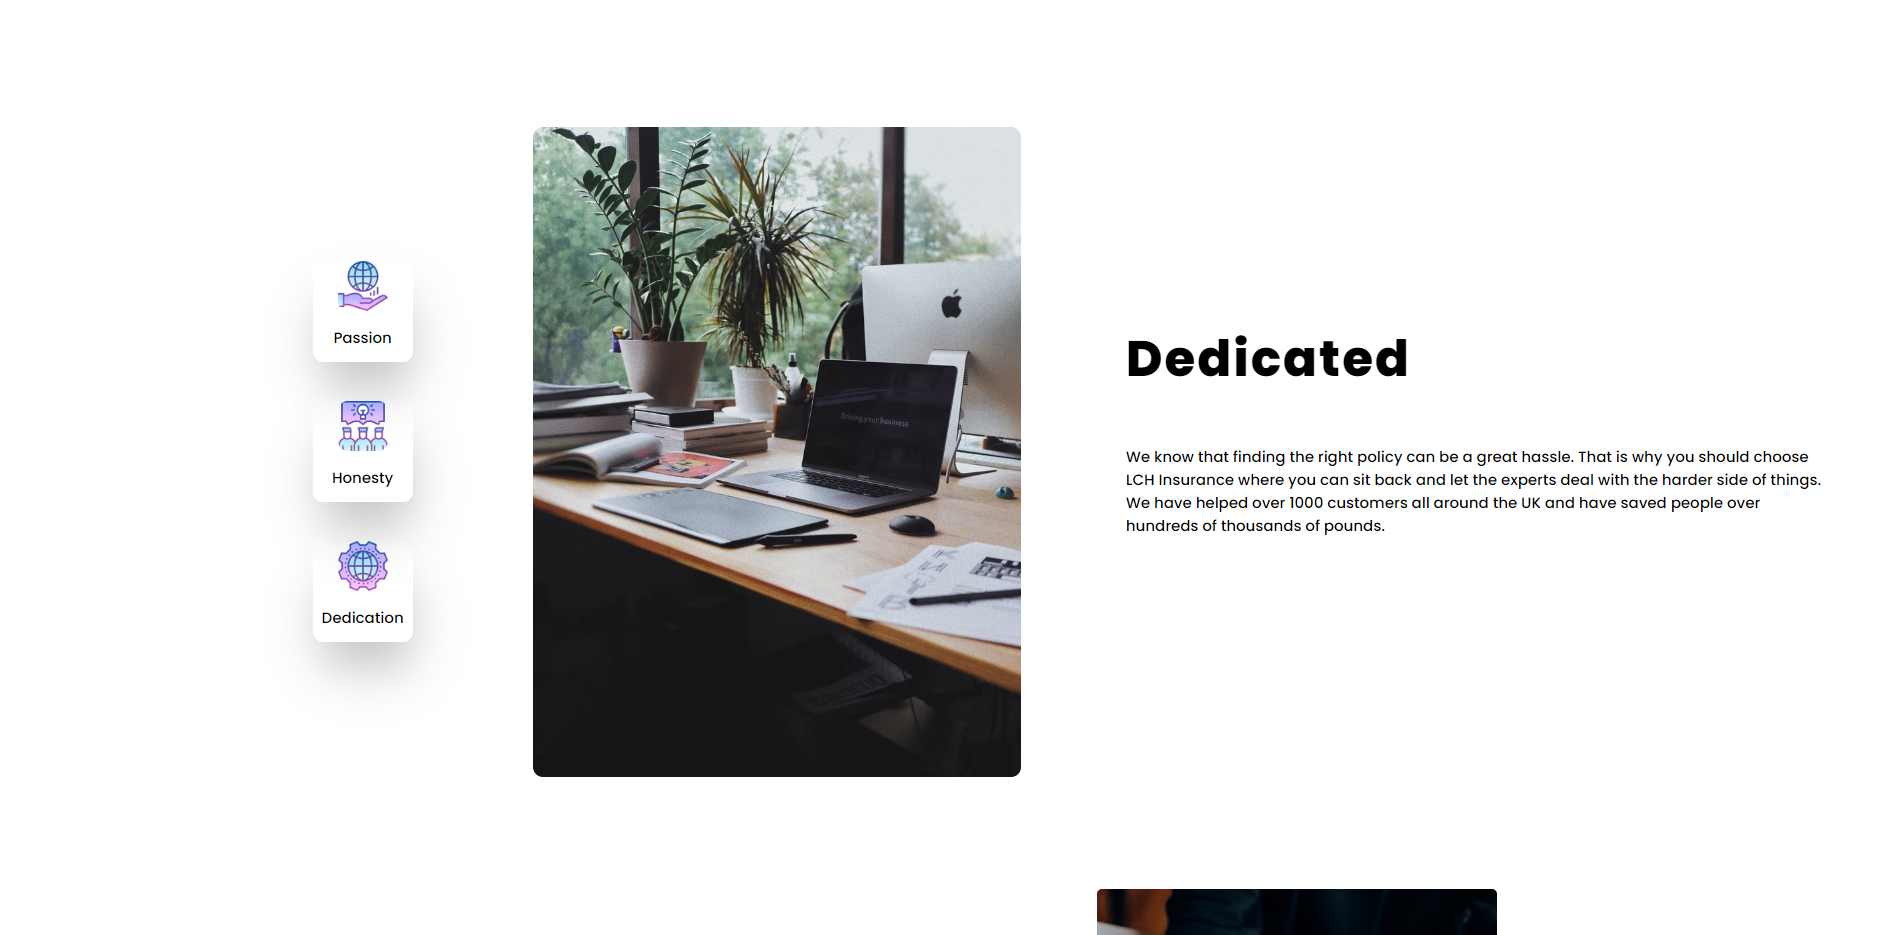 Passion
Honesty
Dedication
Driving your business
Dedicated
We know that finding the right policy can be a great hassle. That is why you should choose
LCH Insurance where you can sit back and let the experts deal with the harder side of things.
We have helped over 1000 customers all around the UK and have saved people over
hundreds of thousands of pounds.